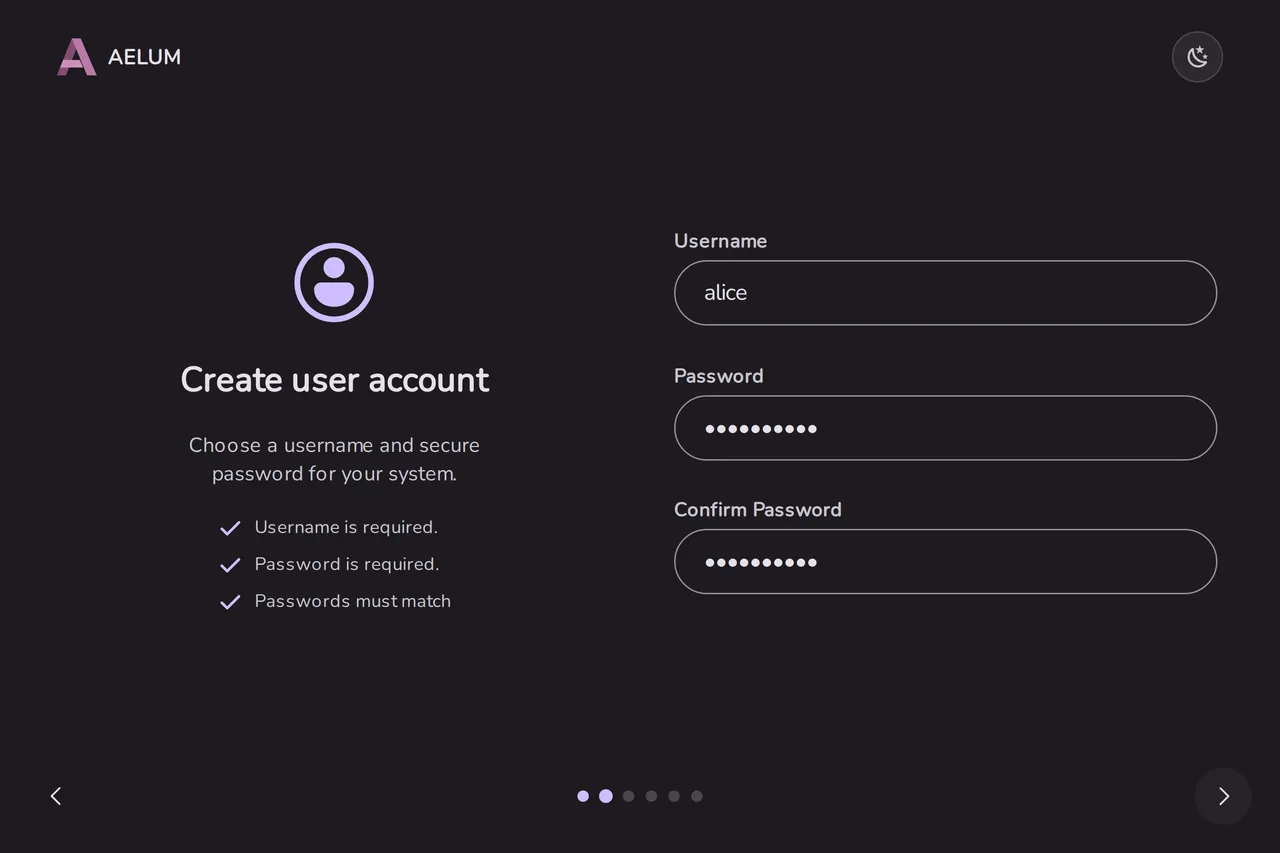 AELUM
Create user account
Choose a username and secure
password for your system.
Username is required.
Password is required.
Passwords must match
Username
alice
Password
●●●●●●●●●●
Confirm Password
●●●●●●●●●●